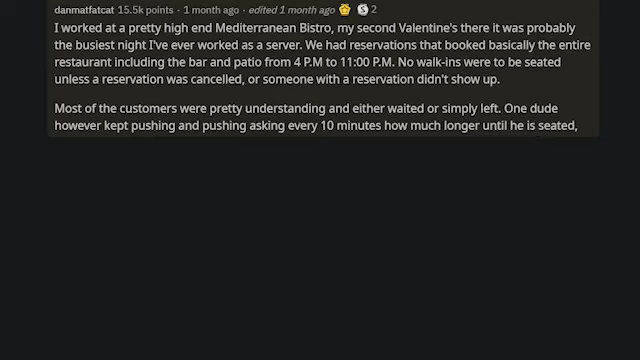 danmatfatcat 15.5k points · 1 month ago · edited 1 month ago S 2
I worked at a pretty high end Mediterranean Bistro, my second Valentine's there it was probably
the busiest night I've ever worked as a server. We had reservations that booked basically the entire
restaurant including the bar and patio from 4 P.M to 11:00 P.M. No walk-ins were to be seated
unless a reservation was cancelled, or someone with a reservation didn't show up.
Most of the customers were pretty understanding and either waited or simply left. One dude
however kept pushing and pushing asking every 10 minutes how much longer until he is seated,